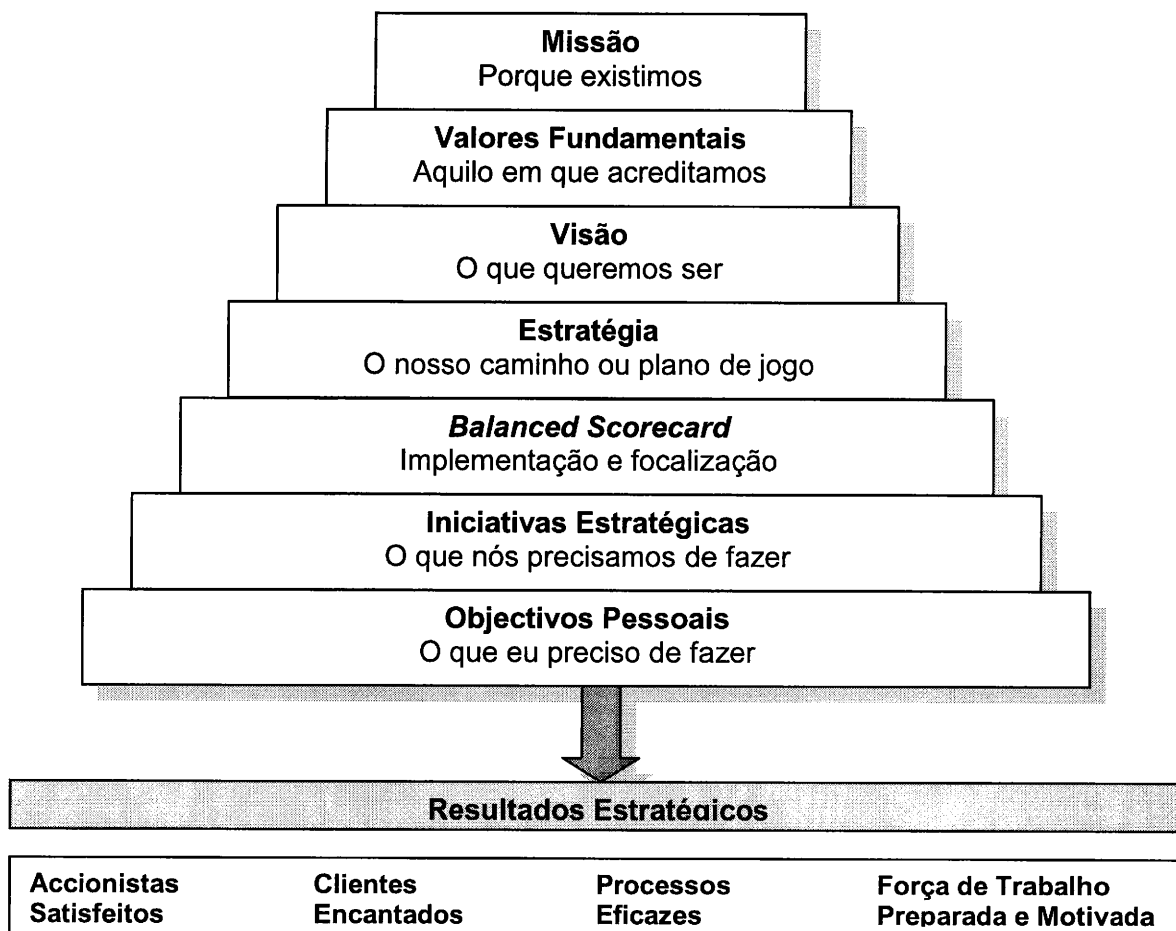 Missão
Porque existimos
Valores Fundamentais
Aquilo em que acreditamos
Visão
O que queremos ser
Estratégia
O nosso caminho ou plano de jogo
Balanced Scorecard
Implementação e focalização
Iniciativas Estratégicas
O que nós precisamos de fazer
Objectivos Pessoais
O que eu preciso de fazer
Resultados Estratégicos
Accionistas Satisfeitos
Clientes Encantados
Processos Eficazes
Força de Trabalho Preparada e Motivada